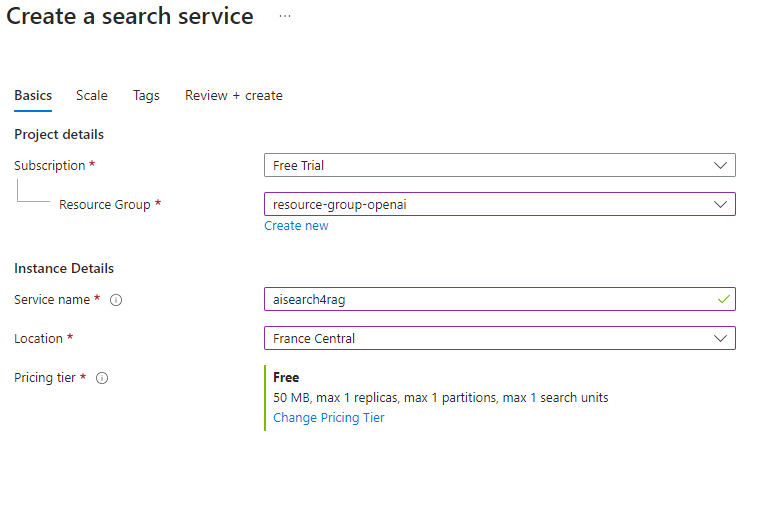 Create a search service ...
Basics Scale Tags Review + create
Project details
Subscription * Free Trial
Resource Group * resource-group-openai
Create new
Instance Details
Service name * aisearch4rag
Location * France Central
Pricing tier * Free
50 MB, max 1 replicas, max 1 partitions, max 1 search units
Change Pricing Tier